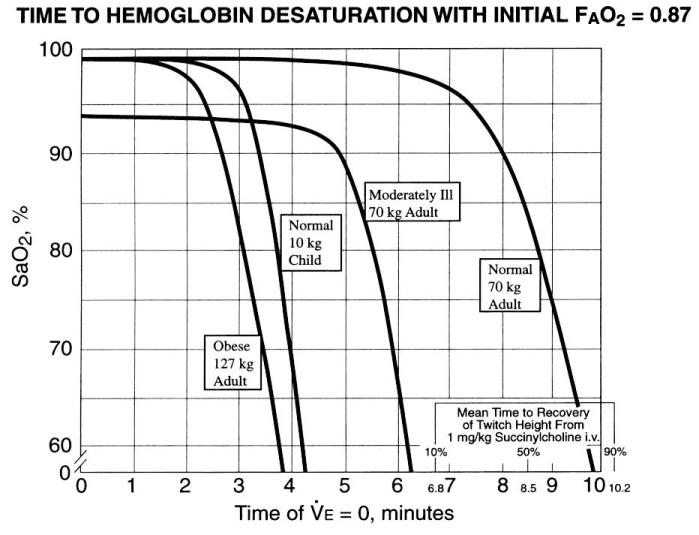 TIME TO HEMOGLOBIN DESATURATION WITH INITIAL FAO2 = 0.87
100
90
80
70
60
0
SaO2, %
Moderately Ill
70 kg Adult
Normal
10 kg
Child
Normal
70 kg
Adult
Obese
127 kg
Adult
Mean Time to Recovery
of Twitch Height From
1 mg/kg Succinylcholine i.v.
10% 50% 90%
0 1 2 3 4 5 6 6.8 7 8 8.5 9 10 10.2
Time of V̇E = 0, minutes